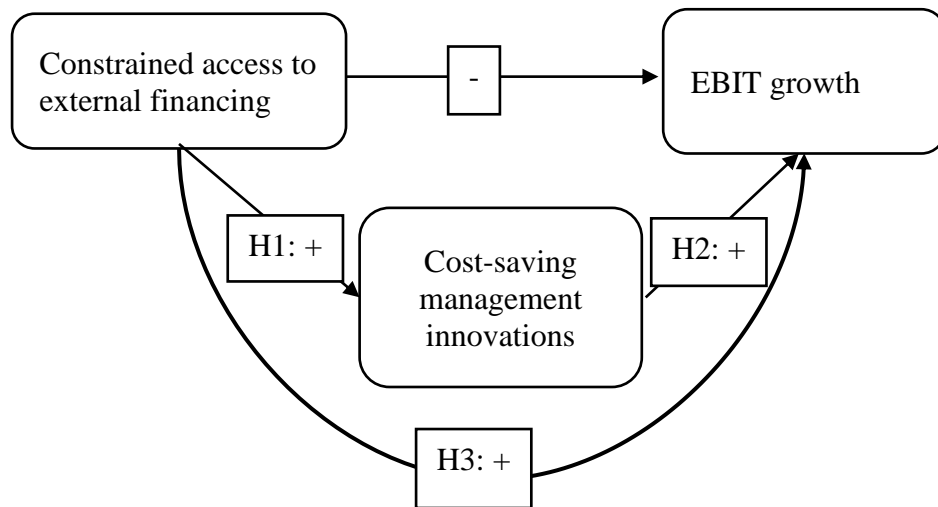 Constrained access to
external financing
-
EBIT growth
H1: +
Cost-saving
management
innovations
H2: +
H3: +